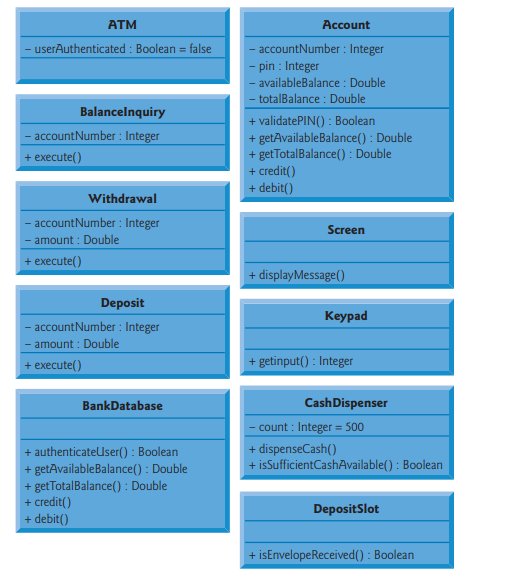 ATM
– userAuthenticated : Boolean = false
BalanceInquiry
– accountNumber : Integer
+ execute()
Withdrawal
– accountNumber : Integer
– amount : Double
+ execute()
Deposit
– accountNumber : Integer
– amount : Double
+ execute()
BankDatabase
+ authenticateUser() : Boolean
+ getAvailableBalance() : Double
+ getTotalBalance() : Double
+ credit()
+ debit()
Account
– accountNumber : Integer
– pin : Integer
– availableBalance : Double
– totalBalance : Double
+ validatePIN() : Boolean
+ getAvailableBalance() : Double
+ getTotalBalance() : Double
+ credit()
+ debit()
Screen
+ displayMessage()
Keypad
+ getinput() : Integer
CashDispenser
– count : Integer = 500
+ dispenseCash()
+ isSufficientCashAvailable() : Boolean
DepositSlot
+ isEnvelopeReceived() : Boolean